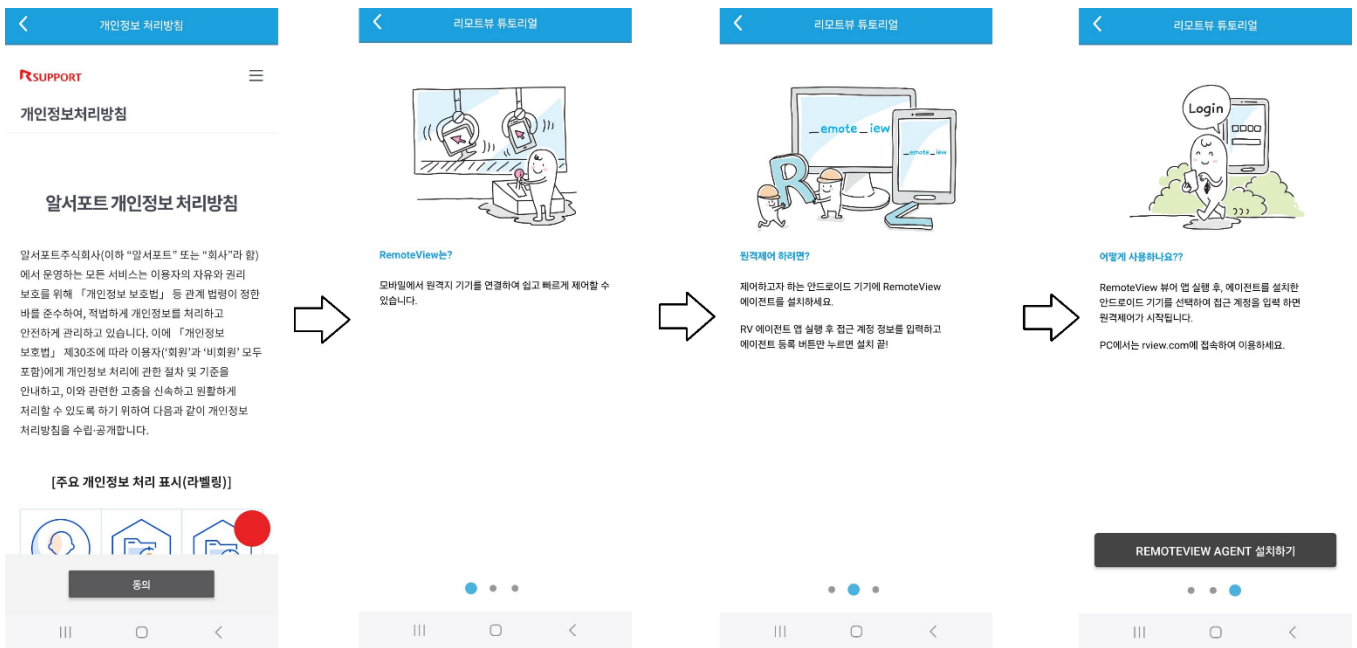 개인정보 처리방침
RSUPPORT
개인정보처리방침
알서포트 개인정보 처리방침
알서포트주식회사(이하 “알서포트” 또는 “회사”라 함)
에서 운영하는 모든 서비스는 이용자의 자유와 권리
보호를 위해 「개인정보 보호법」 등 관계 법령이 정한
바를 준수하여, 적법하게 개인정보를 처리하고
안전하게 관리하고 있습니다. 이에 「개인정보
보호법」 제30조에 따라 이용자(‘회원’과 ‘비회원’ 모두
포함)에게 개인정보 처리에 관한 절차 및 기준을
안내하고, 이와 관련한 고충을 신속하고 원활하게
처리할 수 있도록 하기 위하여 다음과 같이 개인정보
처리방침을 수립·공개합니다.
[주요 개인정보 처리 표시(라벨링)]
동의
리모트뷰 튜토리얼
RemoteView는?
모바일에서 원격지 기기를 연결하여 쉽고 빠르게 제어할 수
있습니다.
리모트뷰 튜토리얼
_emote_iew
_emote_iew
R
V
원격제어 하려면?
제어하고자 하는 안드로이드 기기에 RemoteView
에이전트를 설치하세요.
RV 에이전트 앱 실행 후 접근 계정 정보를 입력하고
에이전트 등록 버튼만 누르면 설치 끝!
리모트뷰 튜토리얼
Login
어떻게 사용하나요??
RemoteView 뷰어 앱 실행 후, 에이전트를 설치한
안드로이드 기기를 선택하여 접근 계정을 입력 하면
원격제어가 시작됩니다.
PC에서는 rview.com에 접속하여 이용하세요.
REMOTEVIEW AGENT 설치하기